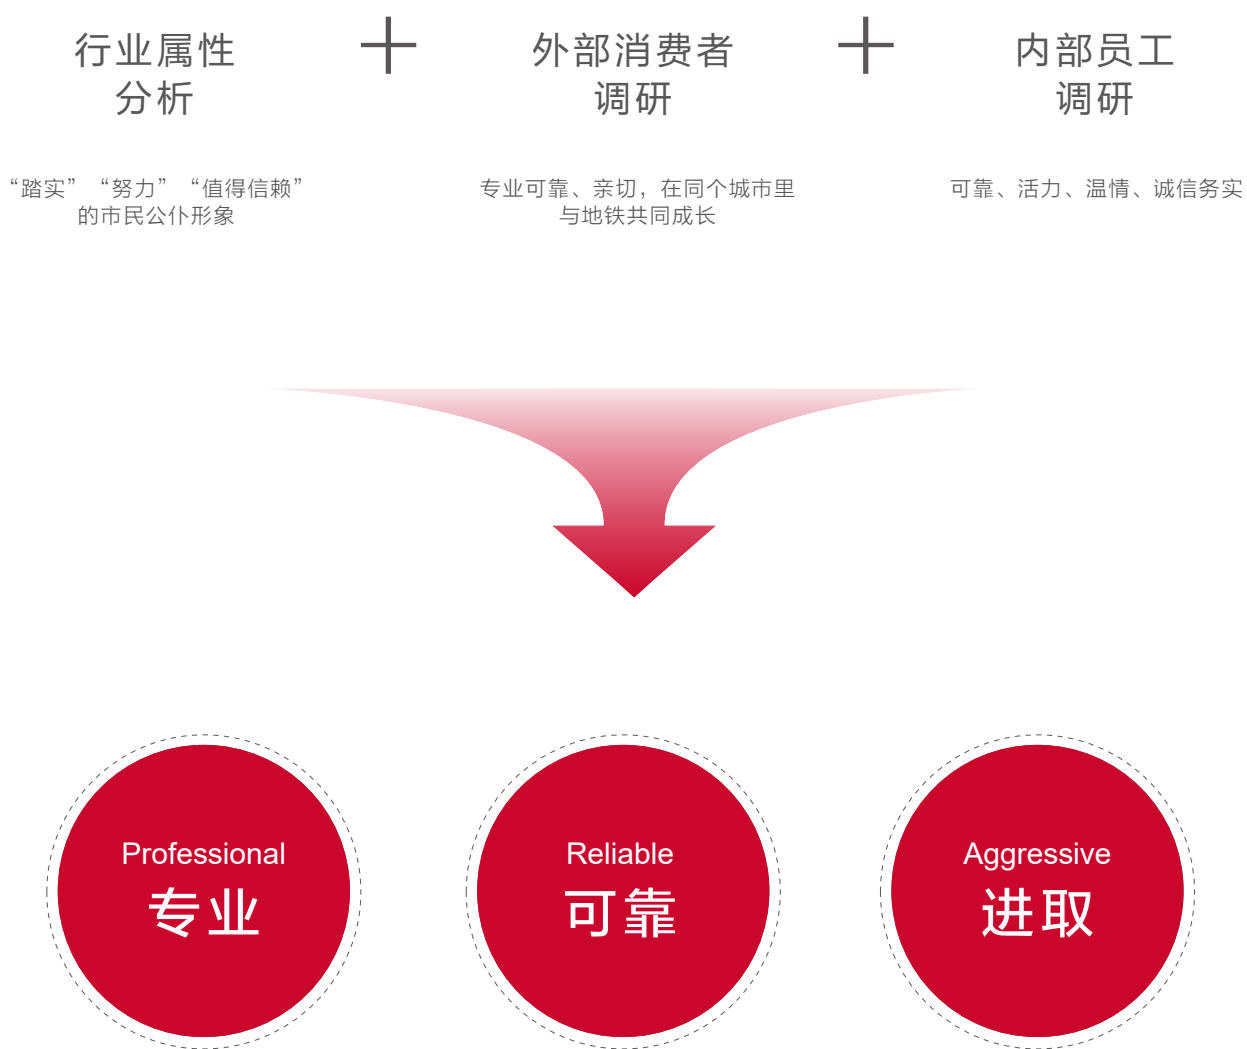 行业属性
分析
外部消费者
调研
内部员工
调研
“踏实” “努力” “值得信赖”
的市民公仆形象
专业可靠、亲切，在同个城市里
与地铁共同成长
可靠、活力、温情、诚信务实
Professional
专业
Reliable
可靠
Aggressive
进取